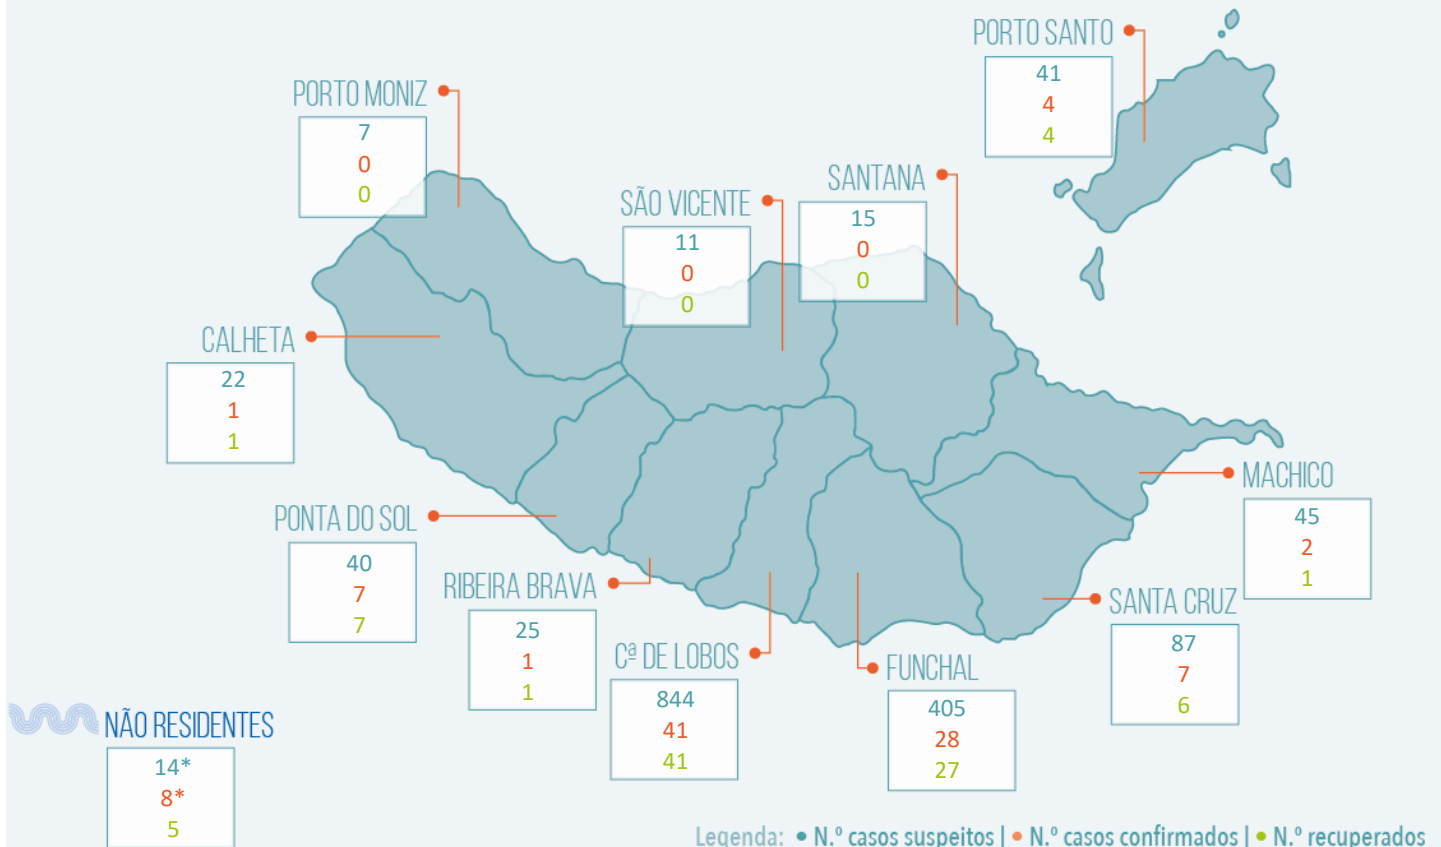 PORTO SANTO
41
4
4
PORTO MONIZ
7
0
0
SANTANA
15
0
0
SÃO VICENTE
11
0
0
CALHETA
22
1
1
MACHICO
45
2
1
PONTA DO SOL
40
7
7
RIBEIRA BRAVA
25
1
1
SANTA CRUZ
87
7
6
Cª DE LOBOS
844
41
41
FUNCHAL
405
28
27
NÃO RESIDENTES
14*
8*
5
Legenda: • N.º casos suspeitos | • N.º casos confirmados | • N.º recuperados